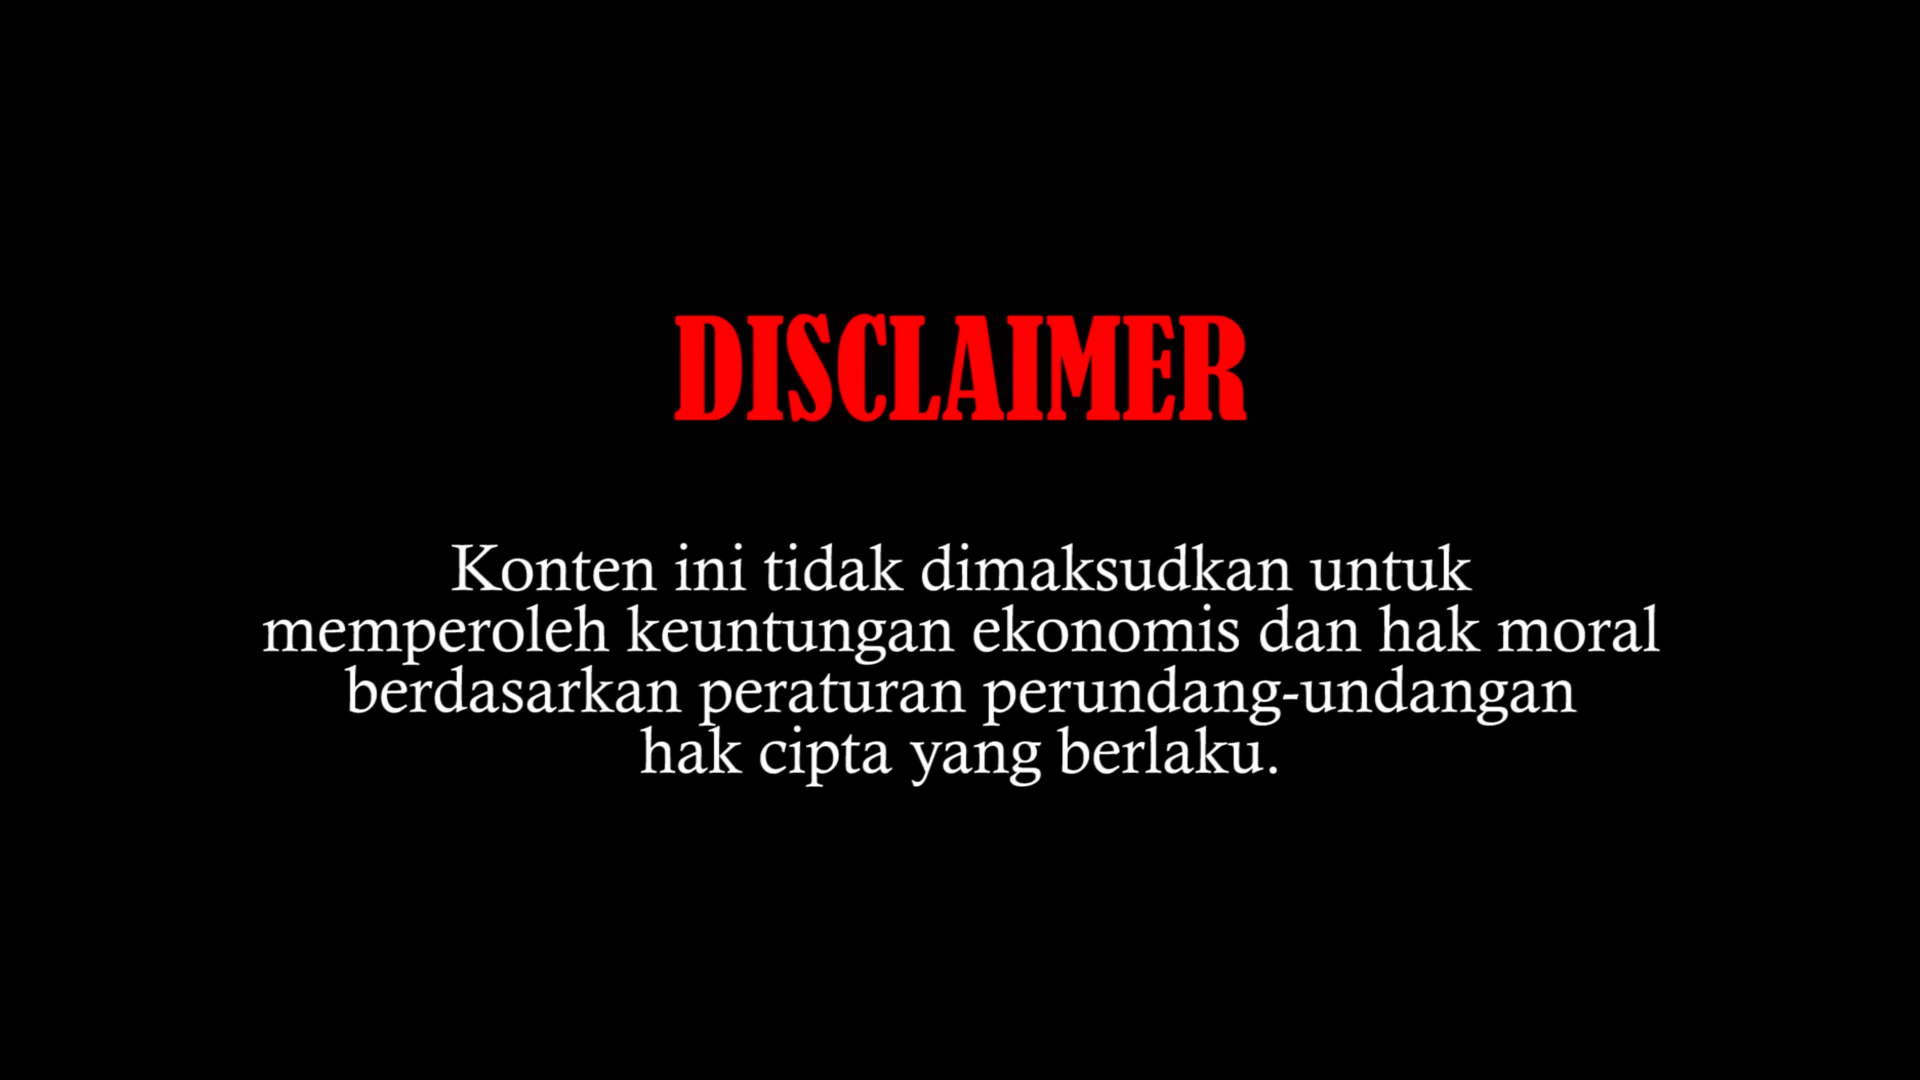 DISCLAIMER
Konten ini tidak dimaksudkan untuk
memperoleh keuntungan ekonomis dan hak moral
berdasarkan peraturan perundang-undangan
hak cipta yang berlaku.